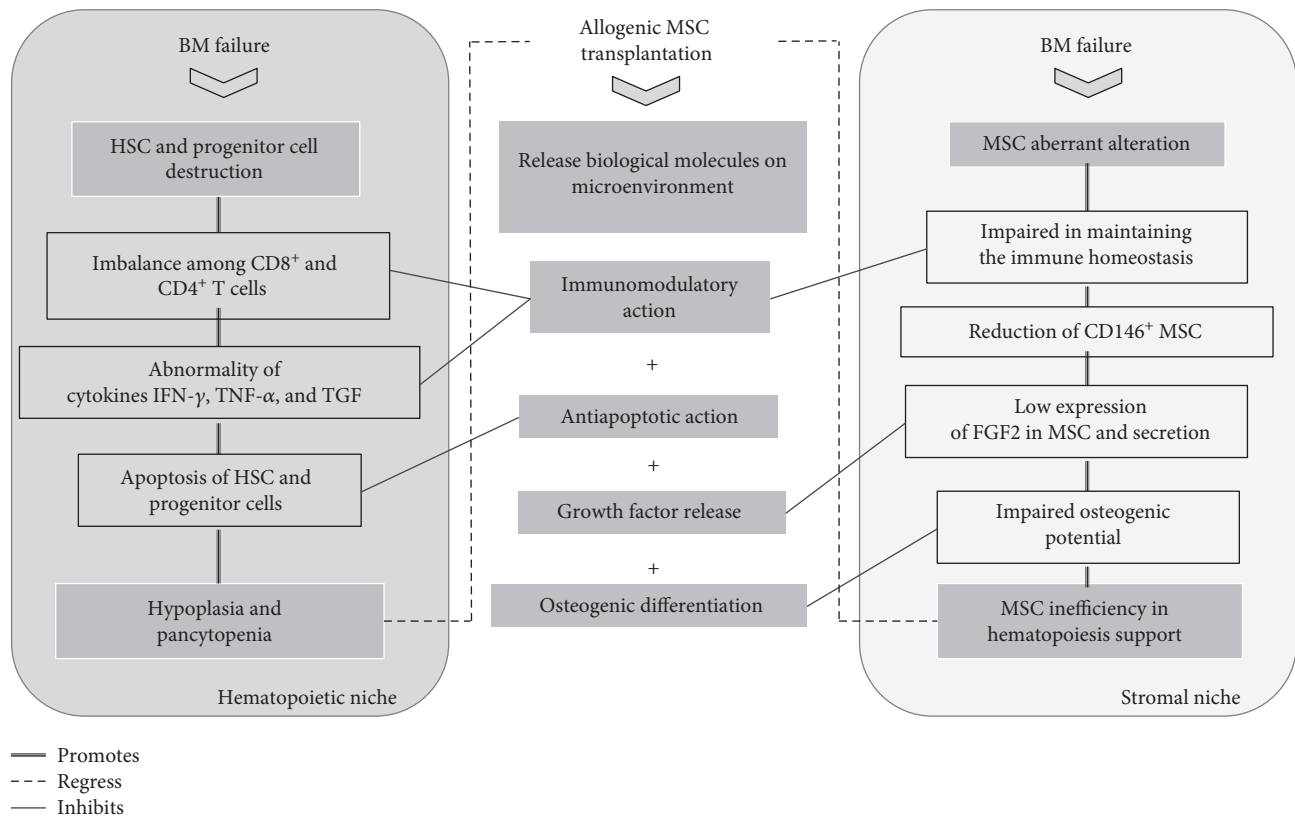 BM failure
HSC and progenitor cell
destruction
Imbalance among CD8⁺ and
CD4⁺ T cells
Abnormality of
cytokines IFN-γ, TNF-α, and TGF
Apoptosis of HSC and
progenitor cells
Hypoplasia and
pancytopenia
Hematopoietic niche
Allogenic MSC
transplantation
Release biological molecules on
microenvironment
Immunomodulatory
action
+
Antiapoptotic action
+
Growth factor release
+
Osteogenic differentiation
BM failure
MSC aberrant alteration
Impaired in maintaining
the immune homeostasis
Reduction of CD146⁺ MSC
Low expression
of FGF2 in MSC and secretion
Impaired osteogenic
potential
MSC inefficiency in
hematopoiesis support
Stromal niche
Promotes
Regress
Inhibits